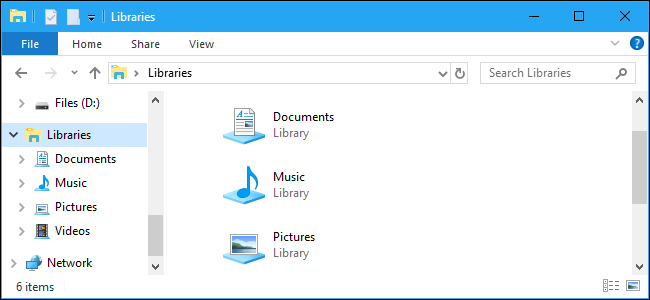 Libraries
File Home Share View
Libraries
Search Libraries
Files (D:)
Libraries
Documents
Music
Pictures
Videos
Network
Documents
Library
Music
Library
Pictures
Library
6 items